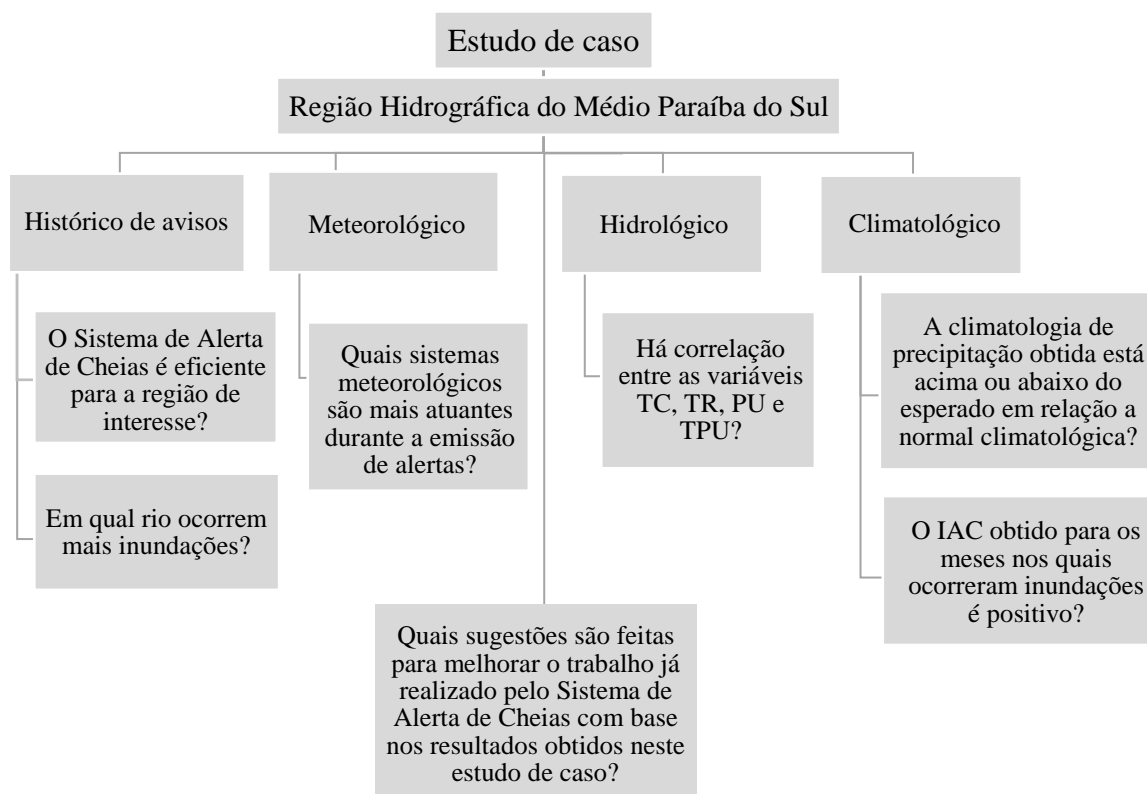 Estudo de caso
Região Hidrográfica do Médio Paraíba do Sul
Histórico de avisos
Meteorológico
Hidrológico
Climatológico
O Sistema de Alerta
de Cheias é eficiente
para a região de
interesse?
Em qual rio ocorrem
mais inundações?
Quais sistemas
meteorológicos
são mais atuantes
durante a emissão
de alertas?
Há correlação
entre as variáveis
TC, TR, PU e
TPU?
A climatologia de
precipitação obtida está
acima ou abaixo do
esperado em relação a
normal climatológica?
O IAC obtido para os
meses nos quais
ocorreram inundações
é positivo?
Quais sugestões são feitas
para melhorar o trabalho já
realizado pelo Sistema de
Alerta de Cheias com base
nos resultados obtidos neste
estudo de caso?